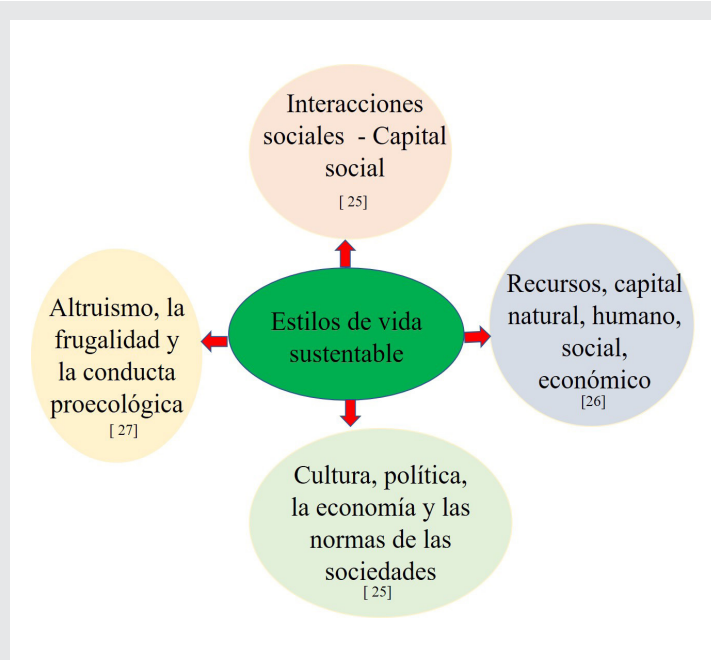 Interacciones
sociales - Capital
social
[ 25]
Altruismo, la
frugalidad y
la conducta
proecológica
[ 27]
Estilos de vida
sustentable
Recursos, capital
natural, humano,
social,
económico
[26]
Cultura, política,
la economía y las
normas de las
sociedades
[ 25]